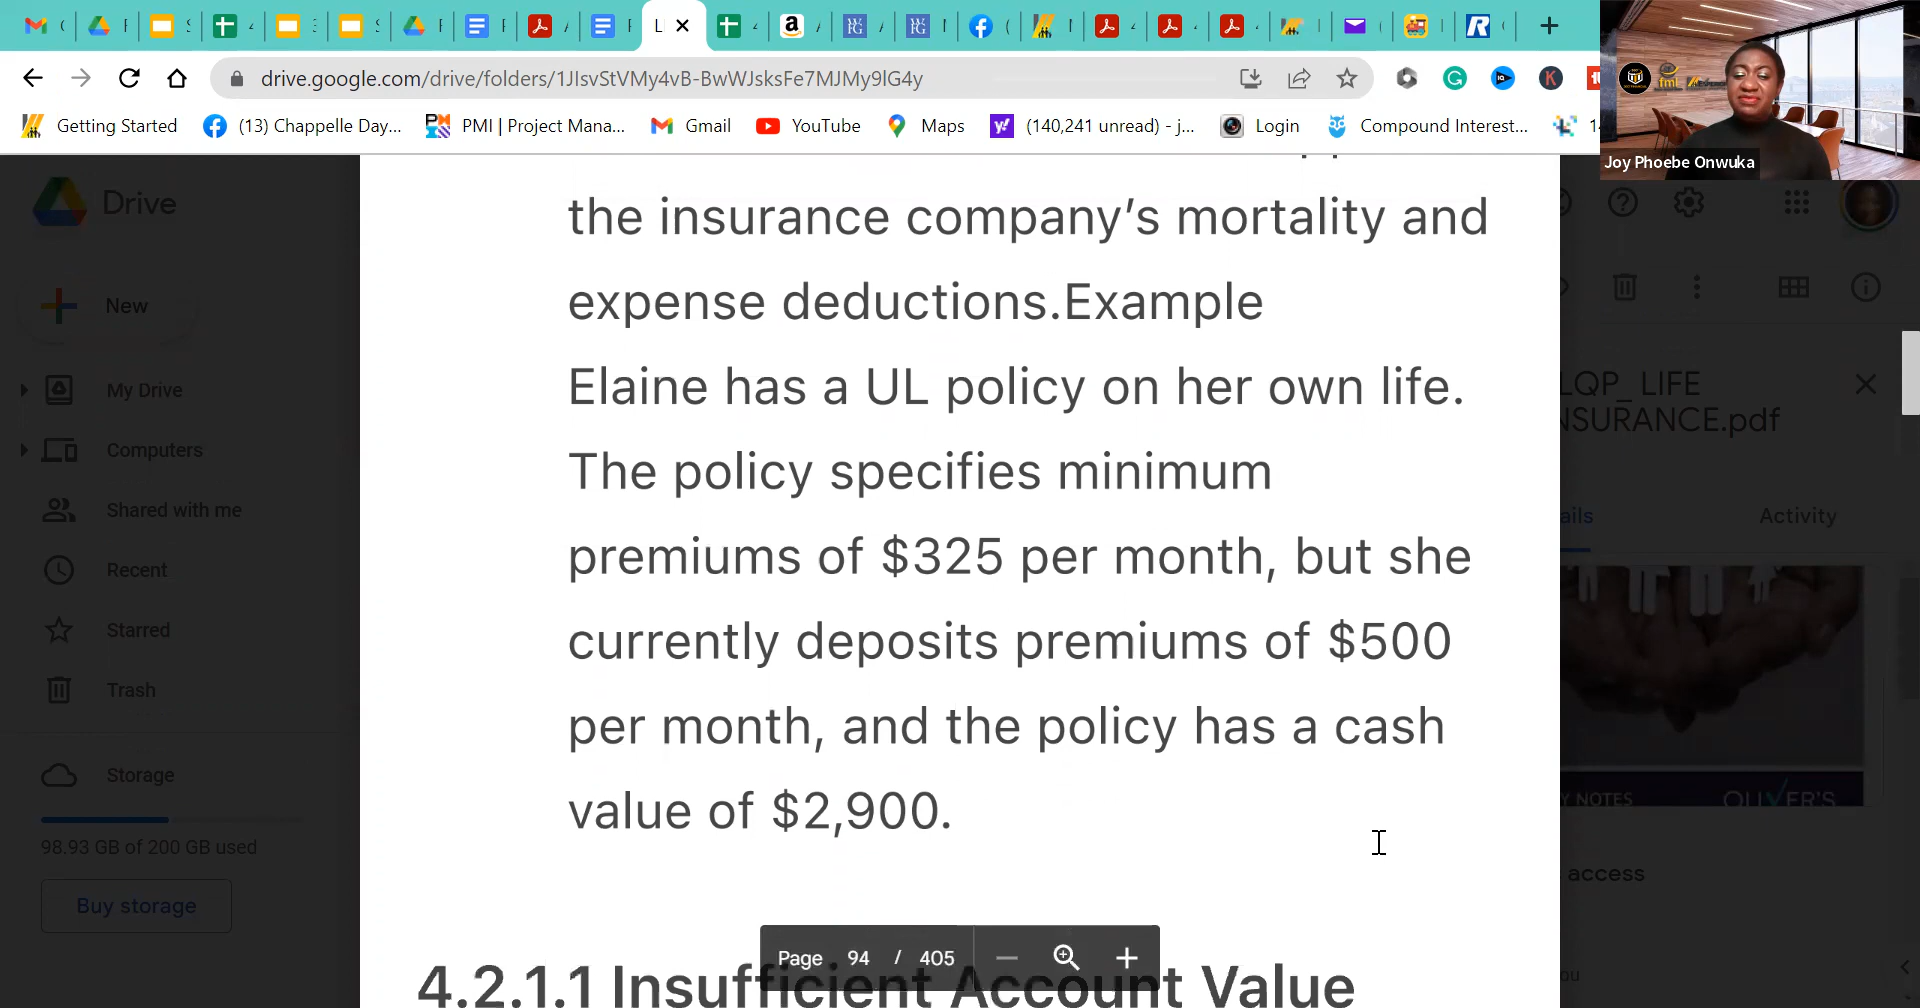 drive.google.com/drive/folders/1JIsvStVMy4vB-BwWJsksFe7MJMy9lG4y
Getting Started
(13) Chappelle Day...
PMI | Project Mana...
Gmail
YouTube
Maps
(140,241 unread) - j...
Login
Compound Interest...
Joy Phoebe Onwuka
Drive
New
My Drive
Computers
Shared with me
Recent
Starred
Trash
Storage
98.93 GB of 200 GB used
Buy storage
the insurance company's mortality and
expense deductions.Example
Elaine has a UL policy on her own life.
The policy specifies minimum
premiums of $325 per month, but she
currently deposits premiums of $500
per month, and the policy has a cash
value of $2,900.
4.2.1.1 Insufficient Account Value
Page 94 / 405
LQP_ LIFE
NSURANCE.pdf
ails
Activity
Y NOTES
OLIVER'S
access